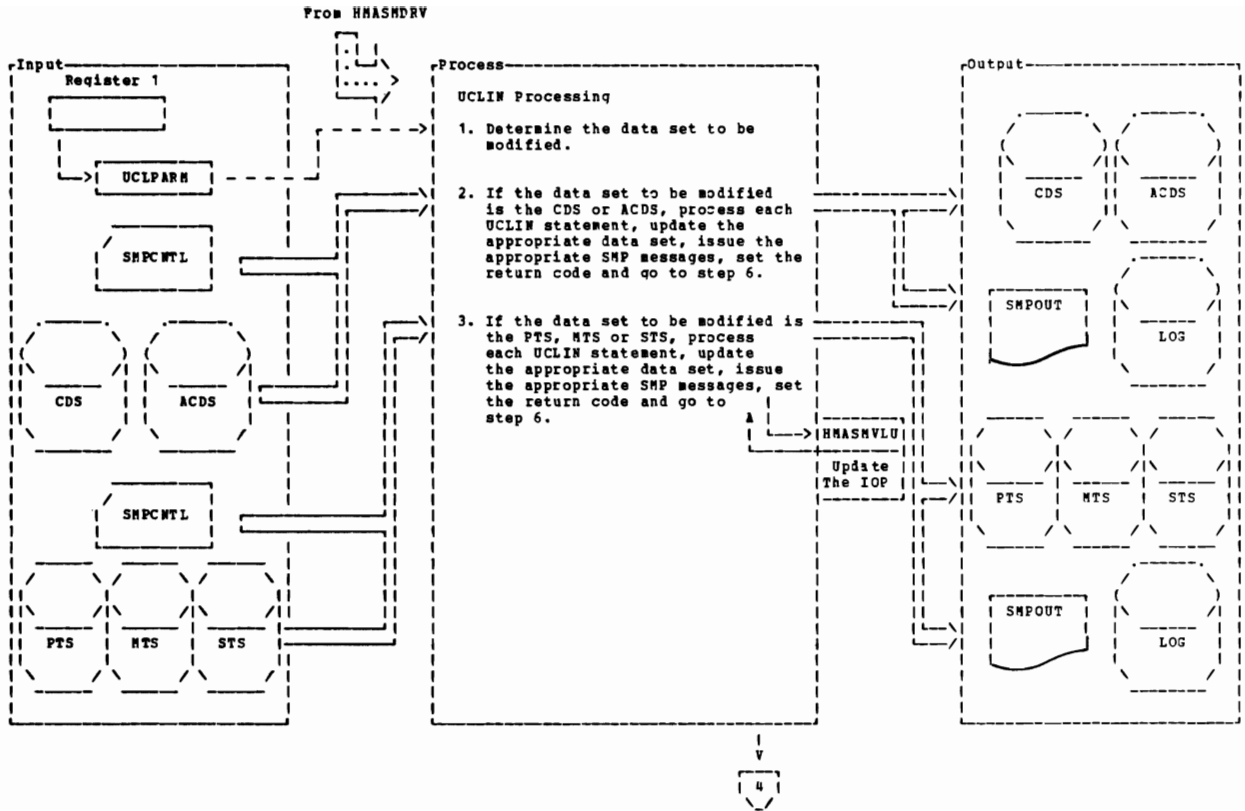 From HMASMDRV
Input
Register 1
UCLPARM
SMPCNTL
CDS
ACDS
SMPCNTL
PTS
MTS
STS
Process
UCLIN Processing
1. Determine the data set to be
modified.
2. If the data set to be modified
is the CDS or ACDS, process each
UCLIN statement, update the
appropriate data set, issue the
appropriate SMP messages, set the
return code and go to step 6.
3. If the data set to be modified is
the PTS, MTS or STS, process
each UCLIN statement, update
the appropriate data set, issue
the appropriate SMP messages, set
the return code and go to
step 6.
HMASMVLU
Update
The IOP
4
Output
CDS
ACDS
SMPOUT
LOG
PTS
MTS
STS
SMPOUT
LOG